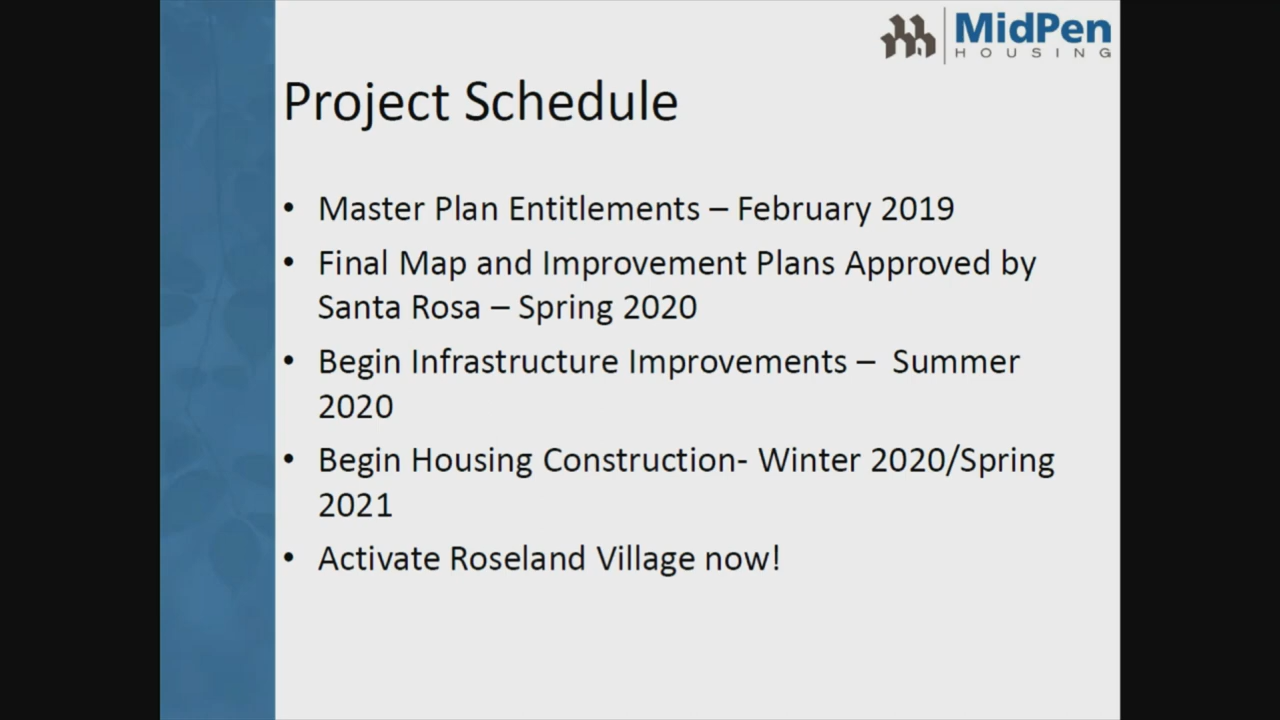 MidPen
HOUSING
Project Schedule
• Master Plan Entitlements – February 2019
• Final Map and Improvement Plans Approved by
Santa Rosa – Spring 2020
• Begin Infrastructure Improvements –  Summer
2020
• Begin Housing Construction- Winter 2020/Spring
2021
• Activate Roseland Village now!